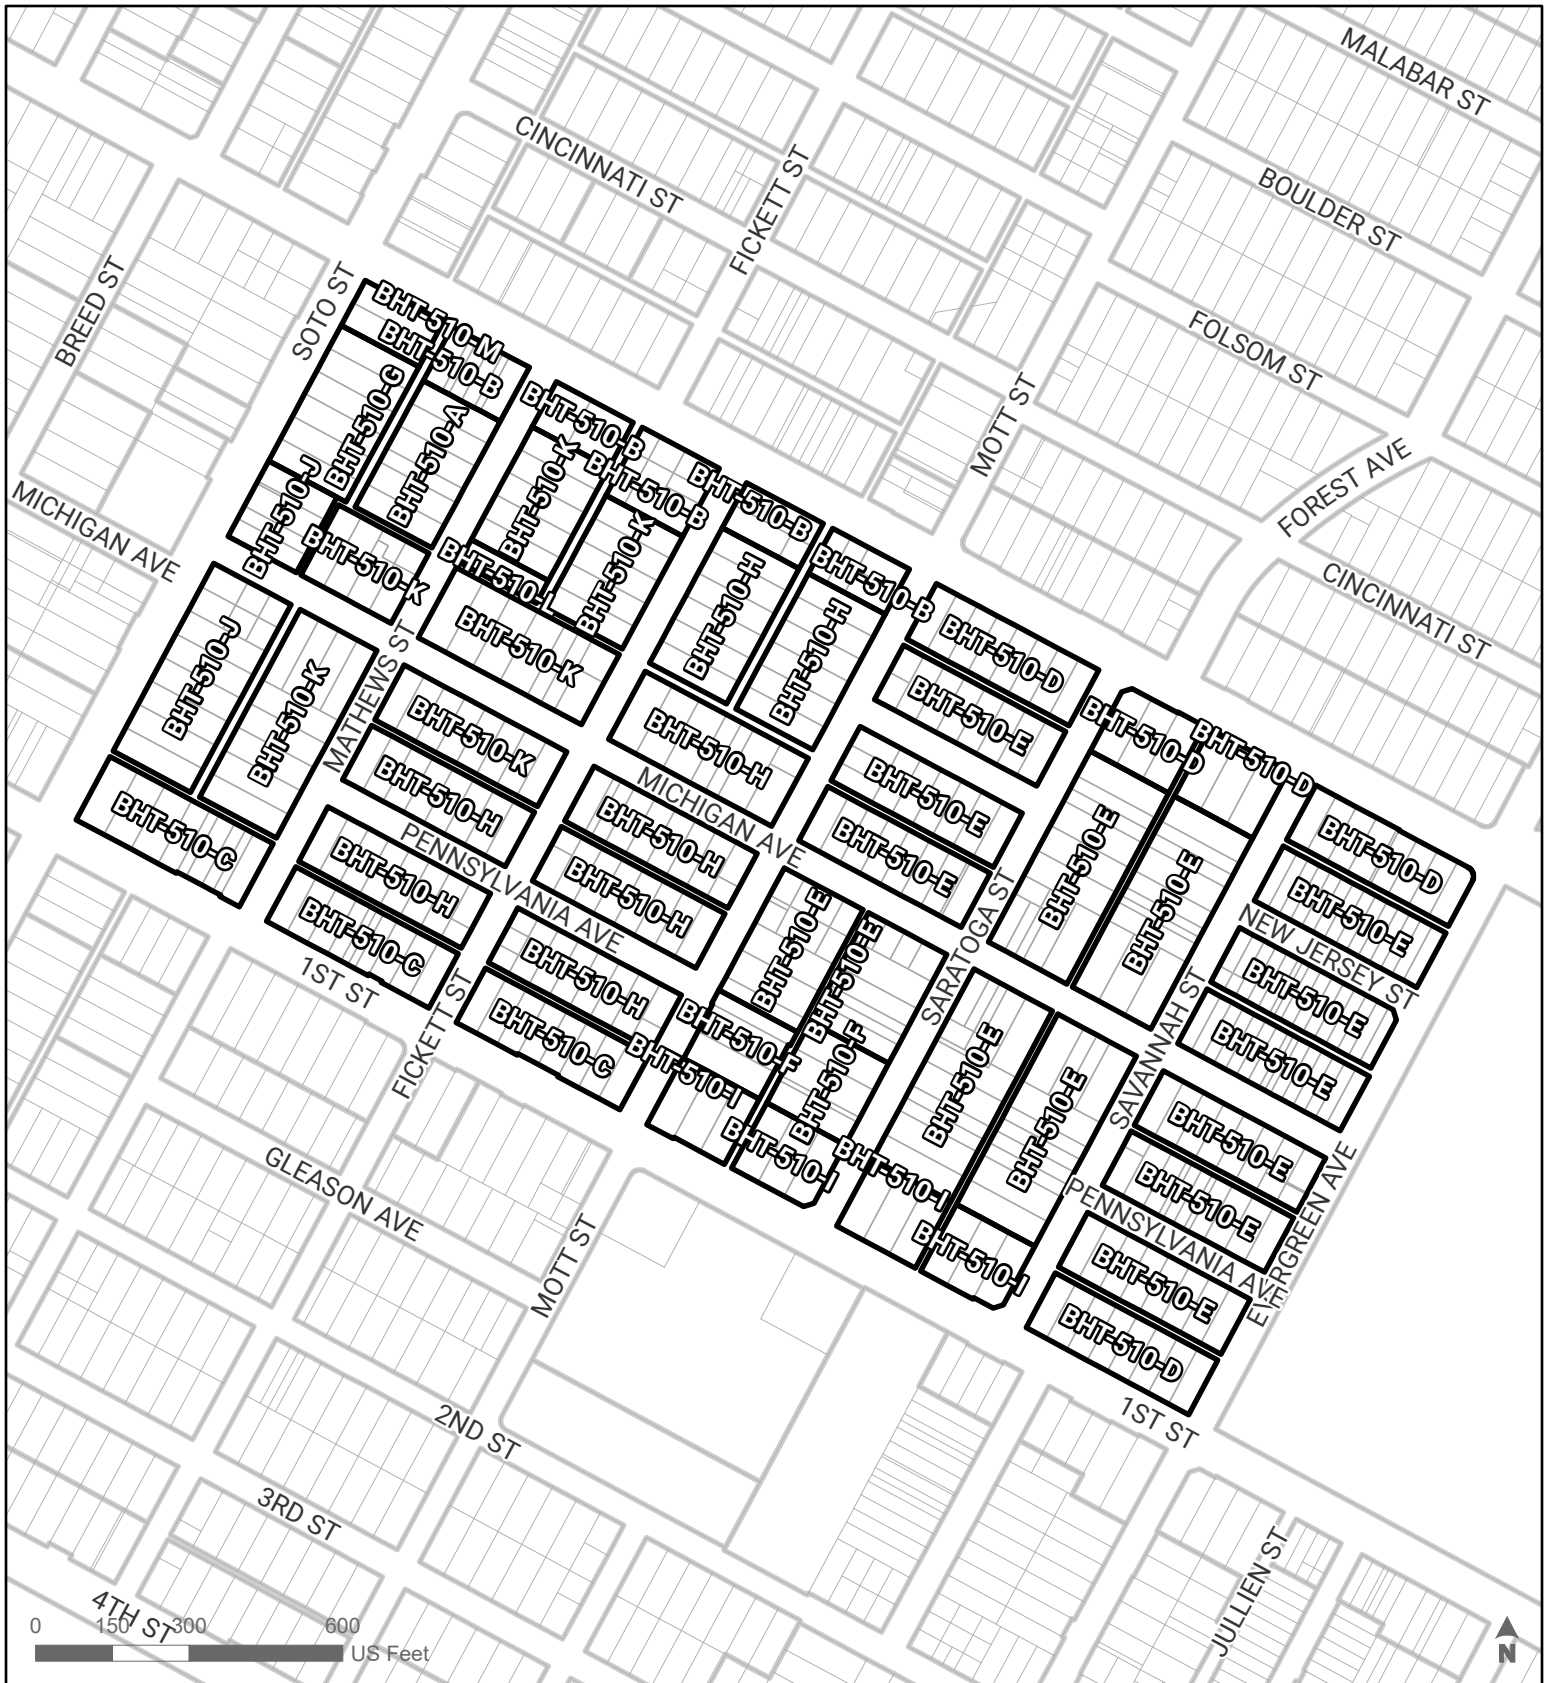 MALABAR ST
CINCINNATI ST
FICKETT ST
BOULDER ST
BREED ST
SOTO ST
FOLSOM ST
BHT-510-M
BHT-510-B
BHT-510-G
BHT-510-A
BHT-510-B
BHT-510-K
BHT-510-B
MOTT ST
FOREST AVE
MICHIGAN AVE
BHT-510-J
BHT-510-K
BHT-510-L
BHT-510-K
BHT-510-B
BHT-510-B
CINCINNATI ST
BHT-510-K
BHT-510-H
BHT-510-H
BHT-510-D
BHT-510-J
BHT-510-K
MATHEWS ST
BHT-510-K
BHT-510-H
BHT-510-E
BHT-510-D
BHT-510-D
BHT-510-C
BHT-510-H
MICHIGAN AVE
BHT-510-H
BHT-510-E
BHT-510-E
BHT-510-E
BHT-510-D
BHT-510-H
PENNSYLVANIA AVE
BHT-510-H
BHT-510-E
BHT-510-E
BHT-510-E
BHT-510-C
1ST ST
BHT-510-H
BHT-510-E
BHT-510-E
SARATOGA ST
NEW JERSEY ST
BHT-510-E
FICKETT ST
BHT-510-C
BHT-510-I
BHT-510-F
BHT-510-F
BHT-510-E
BHT-510-E
SAVANNAH ST
BHT-510-E
BHT-510-I
BHT-510-I
BHT-510-I
BHT-510-E
BHT-510-E
GLEASON AVE
MOTT ST
PENNSYLVANIA AVE
EVERGREEN AVE
BHT-510-E
BHT-510-D
1ST ST
2ND ST
3RD ST
4TH ST
JULLIEN ST
0 150 300 600
US Feet
N